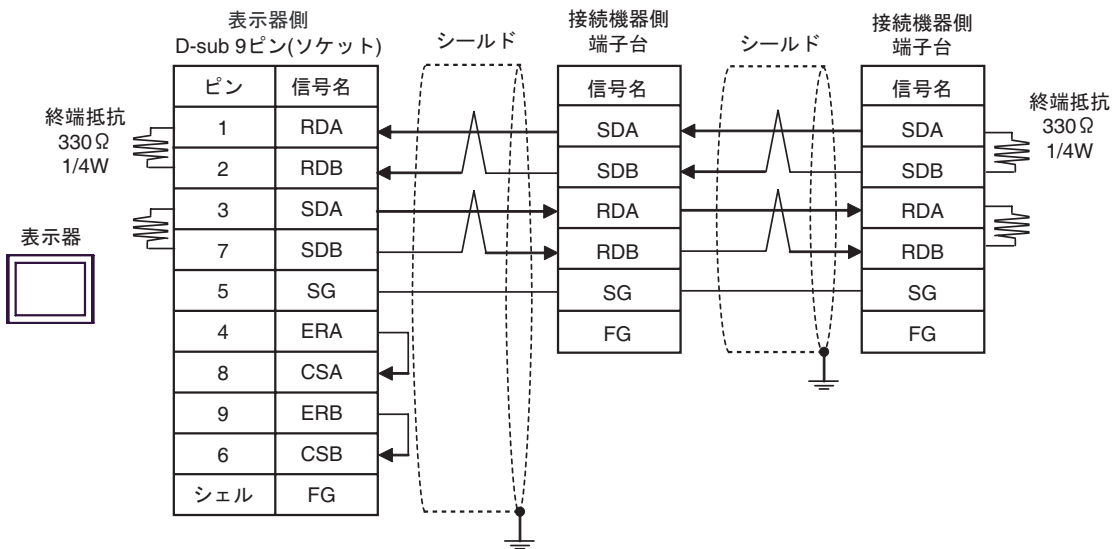 表示器側
D-sub 9ピン(ソケット)
シールド
接続機器側
端子台
シールド
接続機器側
端子台
ピン 信号名
1 RDA
2 RDB
3 SDA
7 SDB
5 SG
4 ERA
8 CSA
9 ERB
6 CSB
シェル FG
終端抵抗
330Ω
1/4W
表示器
信号名
SDA
SDB
RDA
RDB
SG
FG
信号名
SDA
SDB
RDA
RDB
SG
FG
終端抵抗
330Ω
1/4W